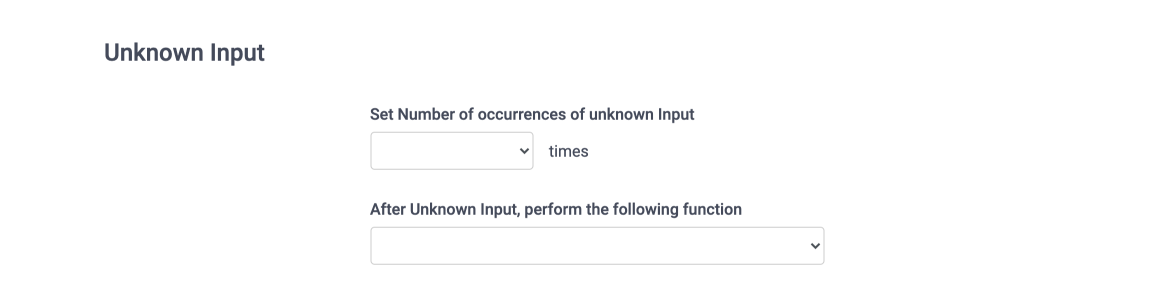 Unknown Input
Set Number of occurrences of unknown Input
times
After Unknown Input, perform the following function